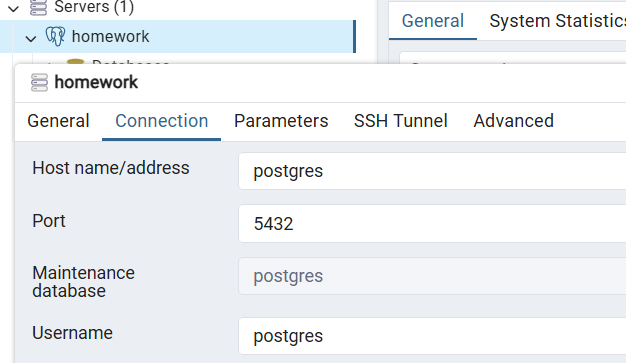 Servers (1)
General System Statistics
homework
homework
General Connection Parameters SSH Tunnel Advanced
Host name/address postgres
Port 5432
Maintenance
database
postgres
Username postgres